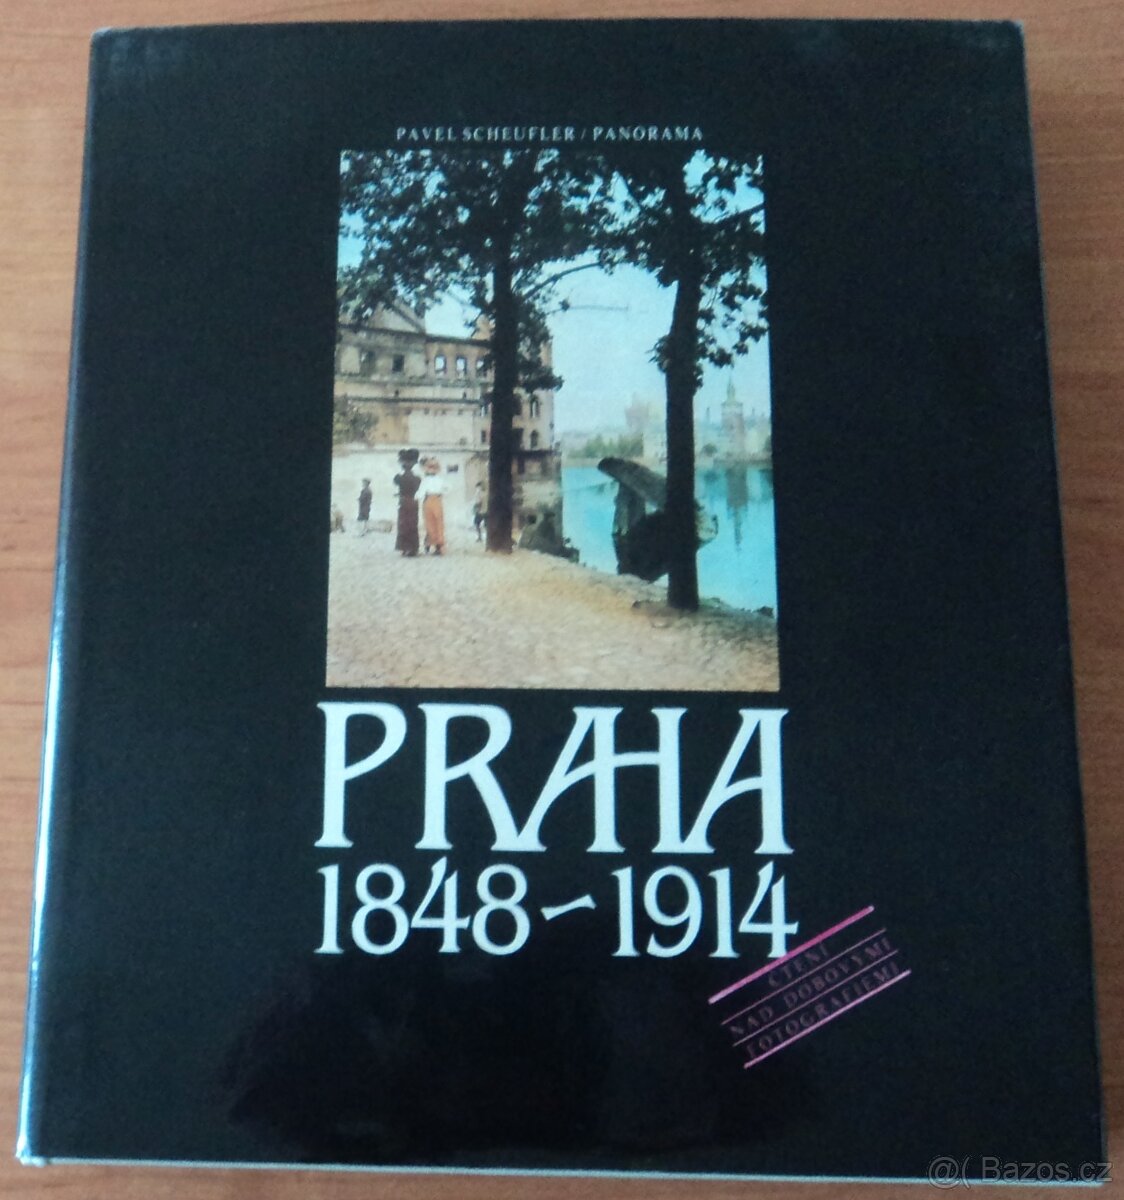 PAVEL SCHEUFLER / PANORAMA
PRAHA
1848–1914
ČTENÍ
NAD DOBOVÝMI
FOTOGRAFIEMI
@( Bazos.cz